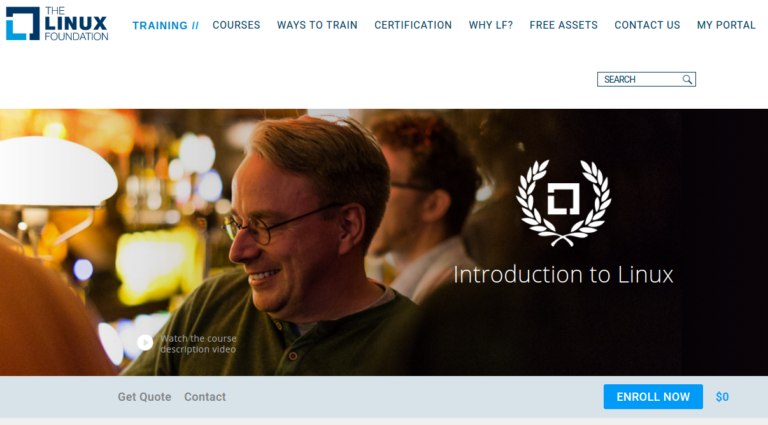 THE
LINUX
FOUNDATION
TRAINING // COURSES WAYS TO TRAIN CERTIFICATION WHY LF? FREE ASSETS CONTACT US MY PORTAL
SEARCH
Introduction to Linux
Watch the course
description video
Get Quote Contact ENROLL NOW $0